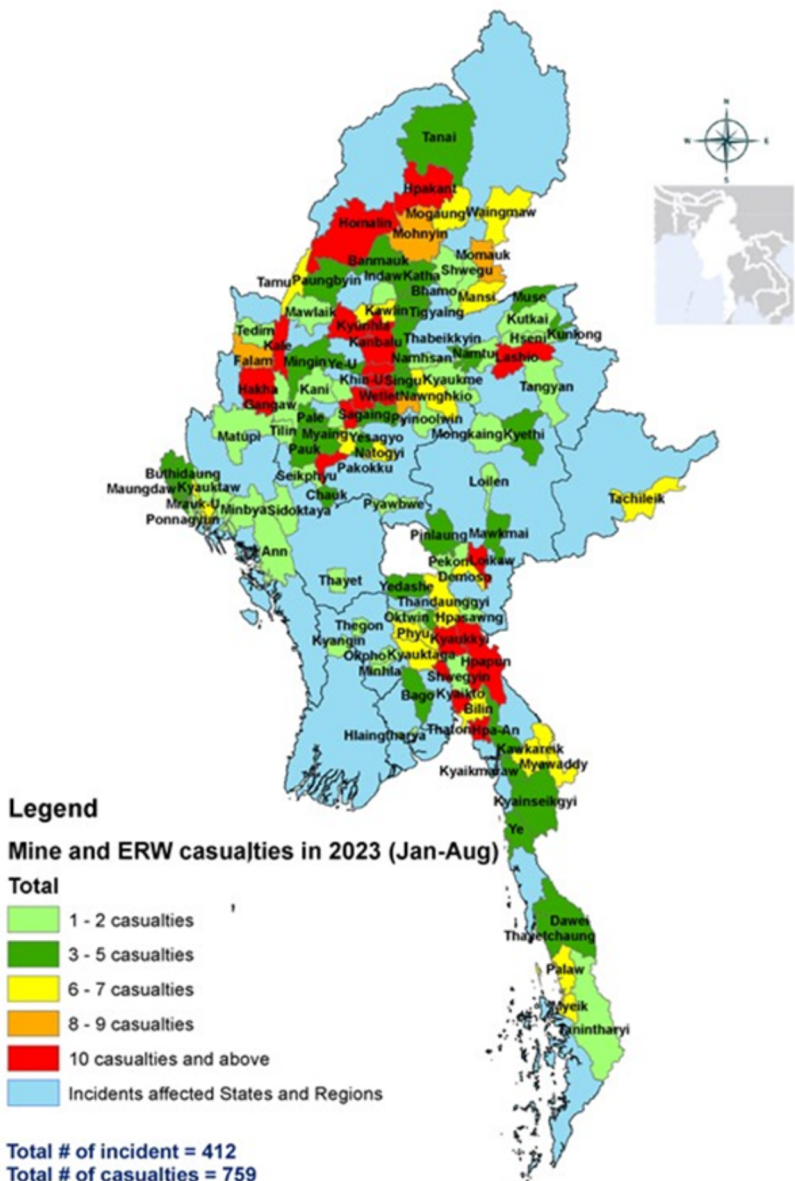 N
W
E
S
Tanai
Hpakant
Mogaung
Waingmaw
Homalin
Mohnyin
Momauk
Banmauk
Shwegu
Indaw
Katha
Tamu
Paungbyin
Bhamo
Mansi
Muse
Mawlaik
Kawlin
Tigyaing
Kutkai
Kyunhla
Tedim
Kunlong
Kale
Kanbalu
Thabeikkyin
Hseni
Falam
Mingin
Ye-U
Namhsan
Namtu
Lashio
Khin-U
Singu
Kyaukme
Hakha
Kani
Tangyan
Wetlet
Nawnghkio
Gangaw
Sagaing
Pyinoolwin
Pale
Tilin
Myaing
Yesagyo
Mongkaing
Kyethi
Matupi
Pauk
Natogyi
Pakokku
Buthidaung
Seikphyu
Loilen
Maungdaw
Kyauktaw
Chauk
Tachileik
Mrauk-U
Minbya
Sidoktaya
Pyawbwe
Ponnagyun
Pinlaung
Mawkmai
Ann
Pekon
Loikaw
Thayet
Yedashe
Demoso
Thandaunggyi
Oktwin
Hpasawng
Thegon
Phyu
Kyaukkyi
Kyangin
Okpho
Kyauktaga
Hpapun
Minhla
Shwegyin
Bago
Kyaikto
Bilin
Hlaingtharya
Thaton
Hpa-An
Kawkareik
Kyaikmaraw
Myawaddy
Kyainseikgyi
Ye
Dawei
Thayetchaung
Palaw
Myeik
Tanintharyi
Legend
Mine and ERW casualties in 2023 (Jan-Aug)
Total
1 - 2 casualties
3 - 5 casualties
6 - 7 casualties
8 - 9 casualties
10 casualties and above
Incidents affected States and Regions
Total # of incident = 412
Total # of casualties = 759